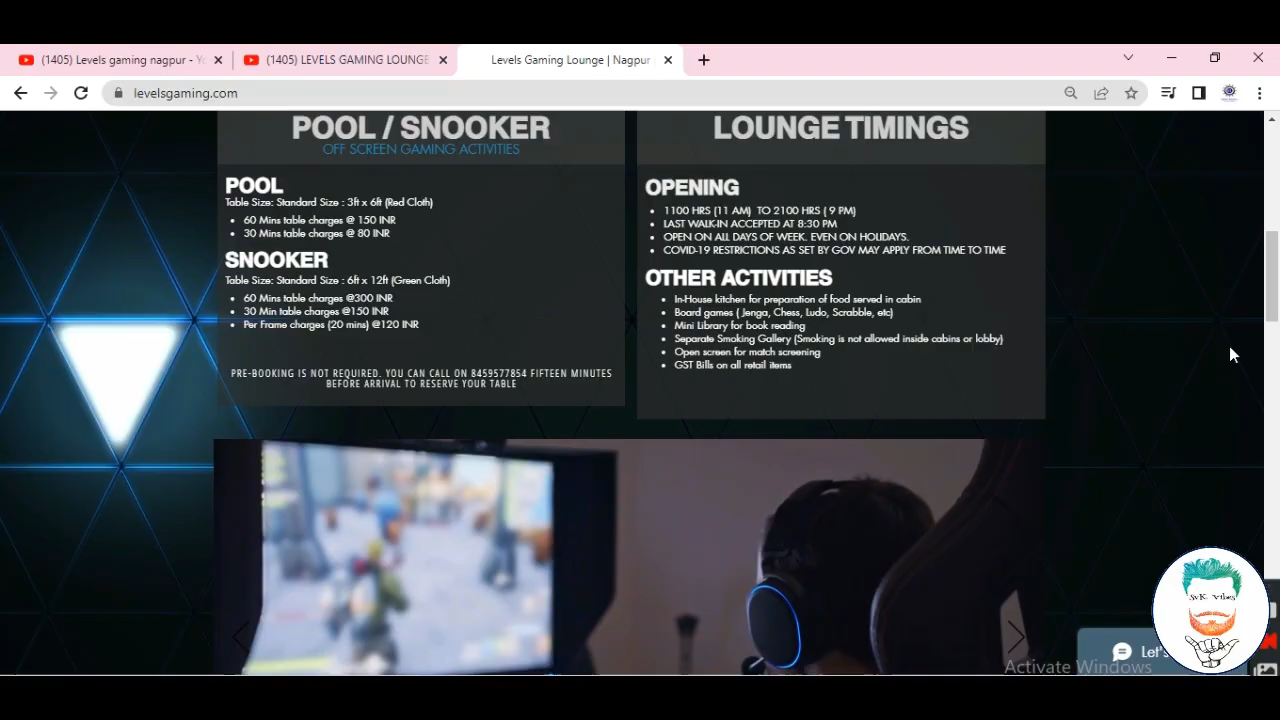 (1405) Levels gaming nagpur - Yo
(1405) LEVELS GAMING LOUNGE
Levels Gaming Lounge | Nagpur
levelsgaming.com
POOL / SNOOKER
OFF SCREEN GAMING ACTIVITIES
POOL
Table Size: Standard Size : 3ft x 6ft (Red Cloth)
• 60 Mins table charges @ 150 INR
• 30 Mins table charges @ 80 INR
SNOOKER
Table Size: Standard Size : 6ft x 12ft (Green Cloth)
• 60 Mins table charges @300 INR
• 30 Min table charges @150 INR
• Per Frame charges (20 mins) @120 INR
PRE-BOOKING IS NOT REQUIRED. YOU CAN CALL ON 8459577854 FIFTEEN MINUTES
BEFORE ARRIVAL TO RESERVE YOUR TABLE
LOUNGE TIMINGS
OPENING
• 1100 HRS (11 AM) TO 2100 HRS ( 9 PM)
• LAST WALK-IN ACCEPTED AT 8:30 PM
• OPEN ON ALL DAYS OF WEEK. EVEN ON HOLIDAYS.
• COVID-19 RESTRICTIONS AS SET BY GOV MAY APPLY FROM TIME TO TIME
OTHER ACTIVITIES
• In-House kitchen for preparation of food served in cabin
• Board games ( Jenga, Chess, Ludo, Scrabble, etc)
• Mini Library for book reading
• Separate Smoking Gallery (Smoking is not allowed inside cabins or lobby)
• Open screen for match screening
• GST Bills on all retail items
SvK Vibes
Let's
Activate Windows